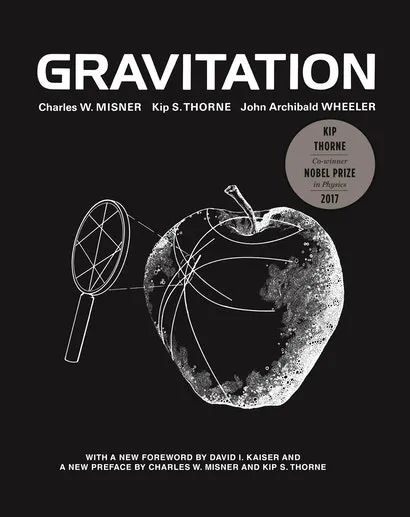 GRAVITATION
Charles W. MISNER Kip S. THORNE John Archibald WHEELER
KIP
THORNE
Co-winner
NOBEL PRIZE
in Physics
2017
WITH A NEW FOREWORD BY DAVID I. KAISER AND
A NEW PREFACE BY CHARLES W. MISNER AND KIP S. THORNE